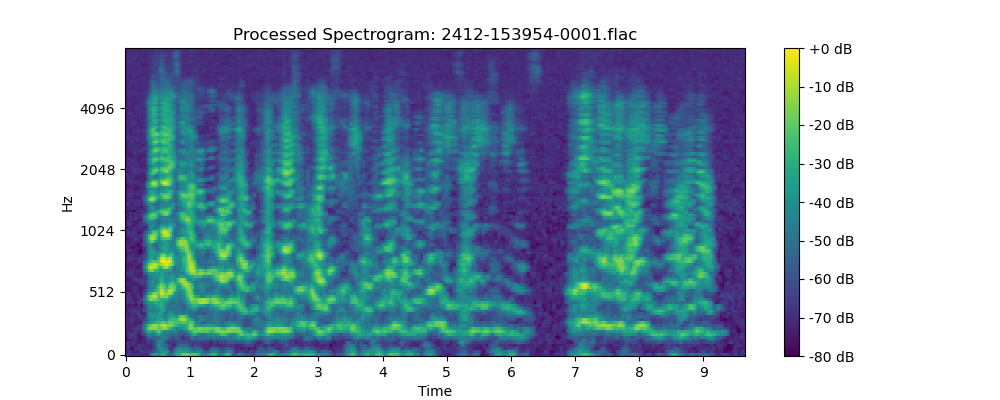 Processed Spectrogram: 2412-153954-0001.flac
Hz
4096
2048
1024
512
0
0 1 2 3 4 5 6 7 8 9
Time
+0 dB
-10 dB
-20 dB
-30 dB
-40 dB
-50 dB
-60 dB
-70 dB
-80 dB